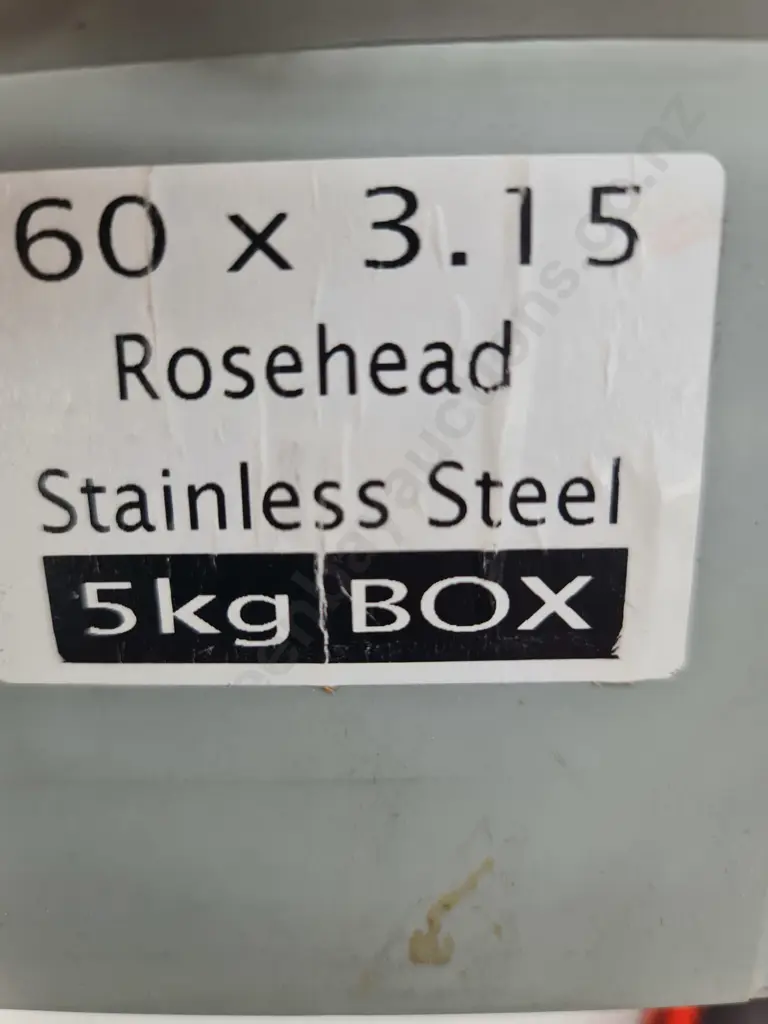 60 x 3.15
Rosehead
Stainless Steel
5kg BOX